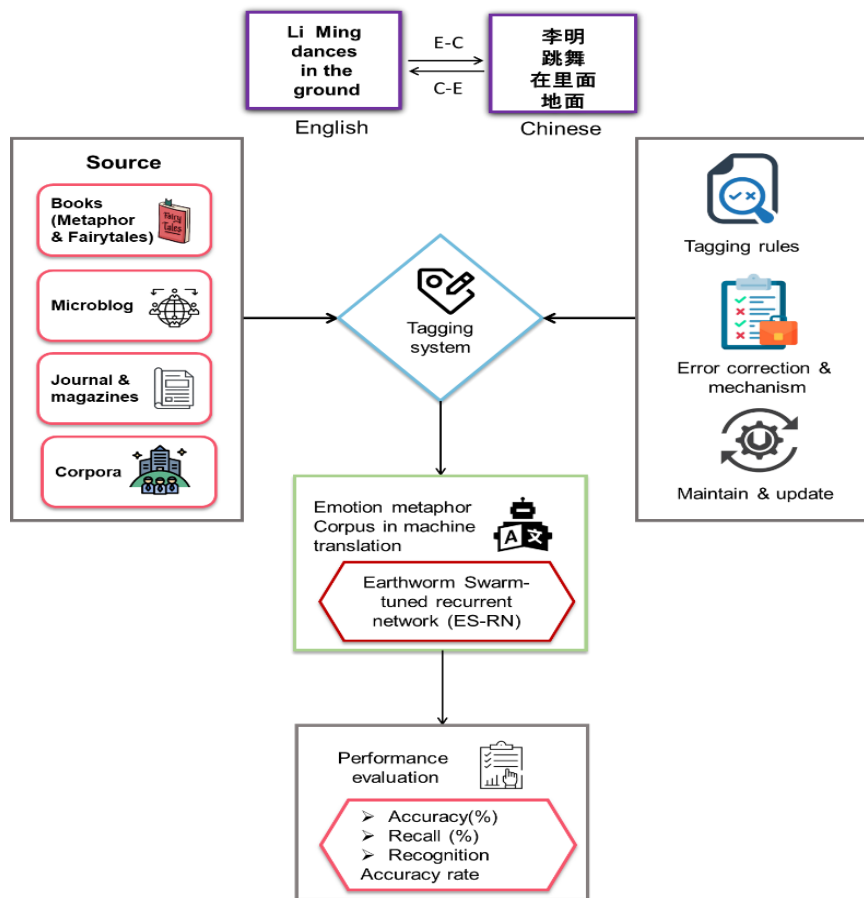 Li Ming
dances
in the
ground
E-C
C-E
李明
跳舞
在里面
地面
English
Chinese
Source
Books
(Metaphor
& Fairytales)
Fairy
Tales
Microblog
Journal &
magazines
Corpora
Tagging
system
Tagging rules
Error correction &
mechanism
Maintain & update
Emotion metaphor
Corpus in machine
translation
A 文
Earthworm Swarm-
tuned recurrent
network (ES-RN)
Performance
evaluation
➢ Accuracy(%)
➢ Recall (%)
➢ Recognition
Accuracy rate